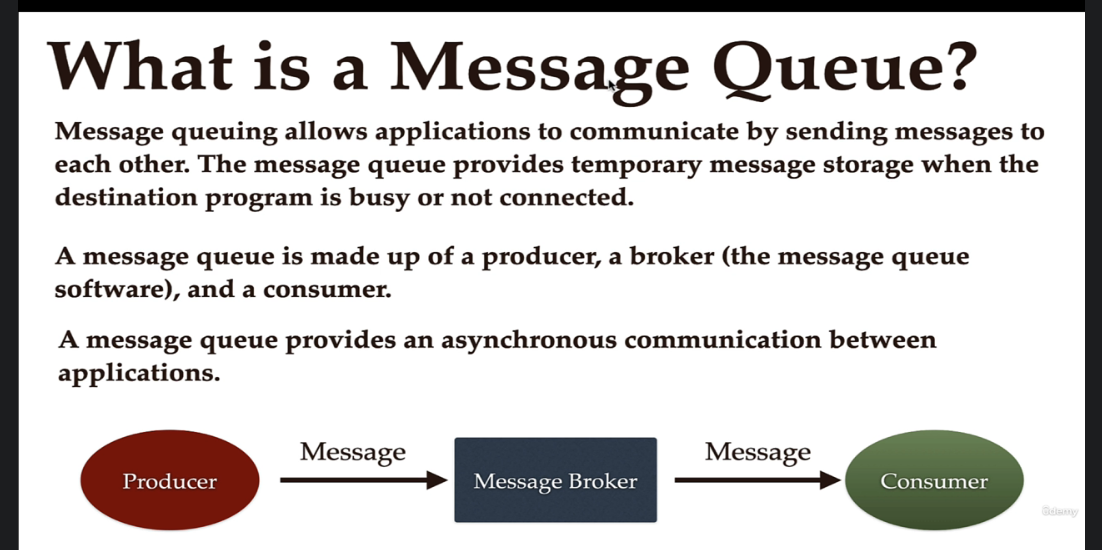 What is a Message Queue?
Message queuing allows applications to communicate by sending messages to
each other. The message queue provides temporary message storage when the
destination program is busy or not connected.
A message queue is made up of a producer, a broker (the message queue
software), and a consumer.
A message queue provides an asynchronous communication between
applications.
Message
Message
Producer
Message Broker
Consumer
ûdemy